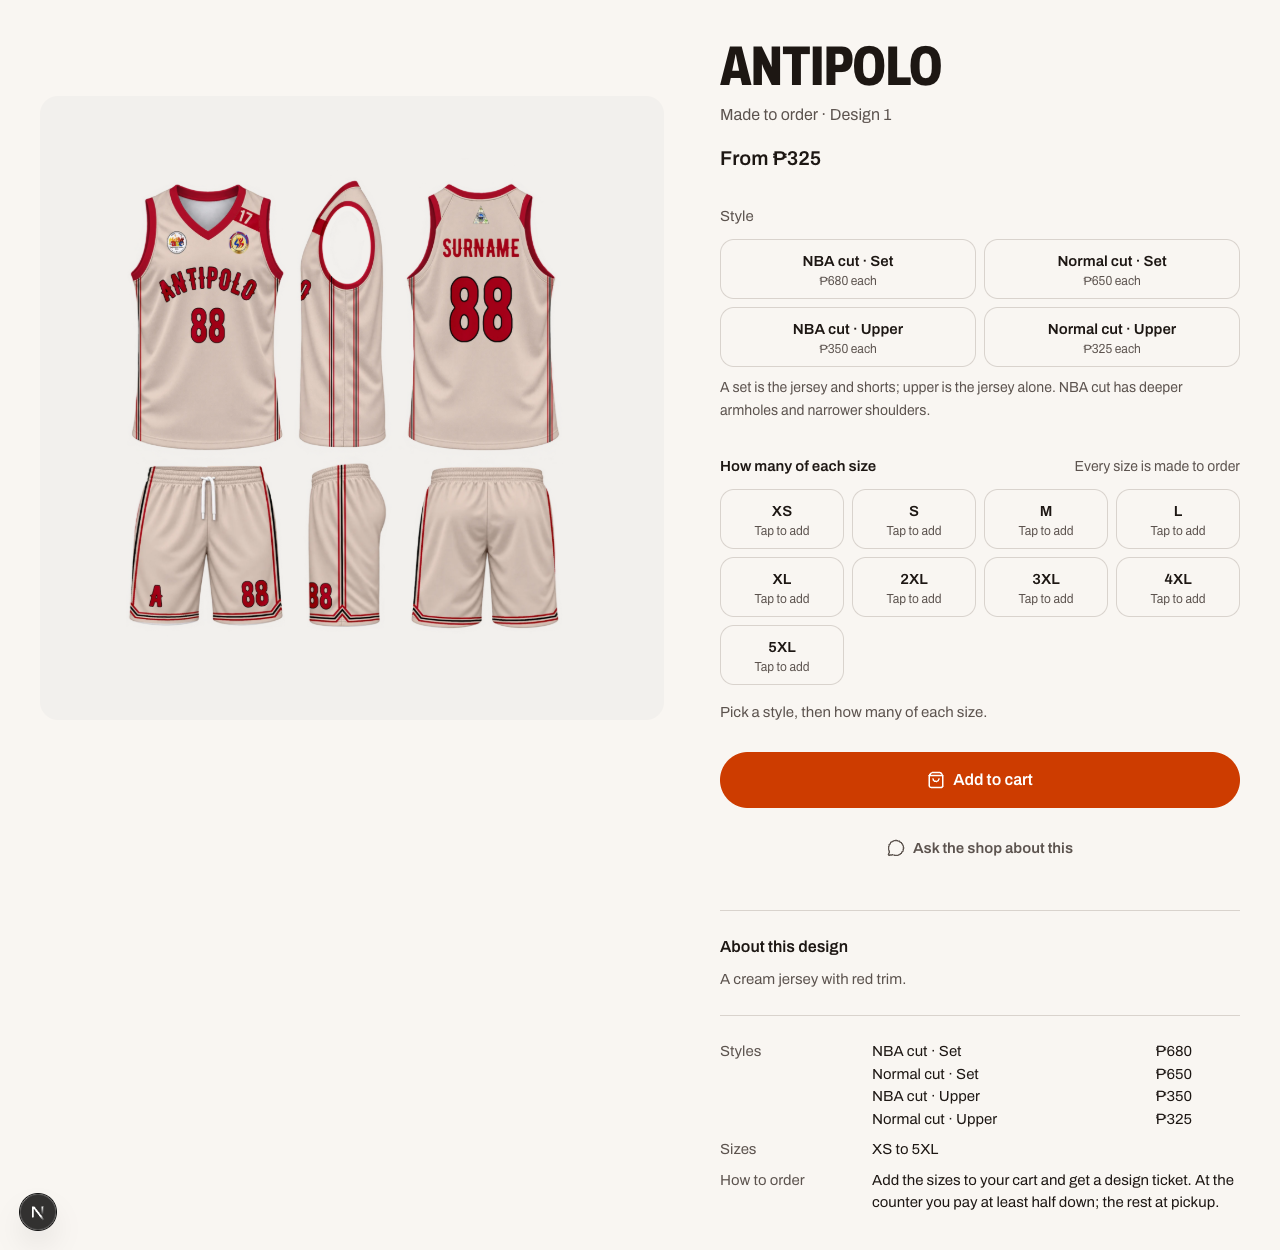 ANTIPOLO
Made to order · Design 1
From ₱325
17
ANTIPOLO
88
SURNAME
88
A
88
88
Style
NBA cut · Set
₱680 each
Normal cut · Set
₱650 each
NBA cut · Upper
₱350 each
Normal cut · Upper
₱325 each
A set is the jersey and shorts; upper is the jersey alone. NBA cut has deeper
armholes and narrower shoulders.
How many of each size
Every size is made to order
XS
Tap to add
S
Tap to add
M
Tap to add
L
Tap to add
XL
Tap to add
2XL
Tap to add
3XL
Tap to add
4XL
Tap to add
5XL
Tap to add
Pick a style, then how many of each size.
Add to cart
Ask the shop about this
About this design
A cream jersey with red trim.
Styles
NBA cut · Set ₱680
Normal cut · Set ₱650
NBA cut · Upper ₱350
Normal cut · Upper ₱325
Sizes
XS to 5XL
How to order
Add the sizes to your cart and get a design ticket. At the
counter you pay at least half down; the rest at pickup.
N